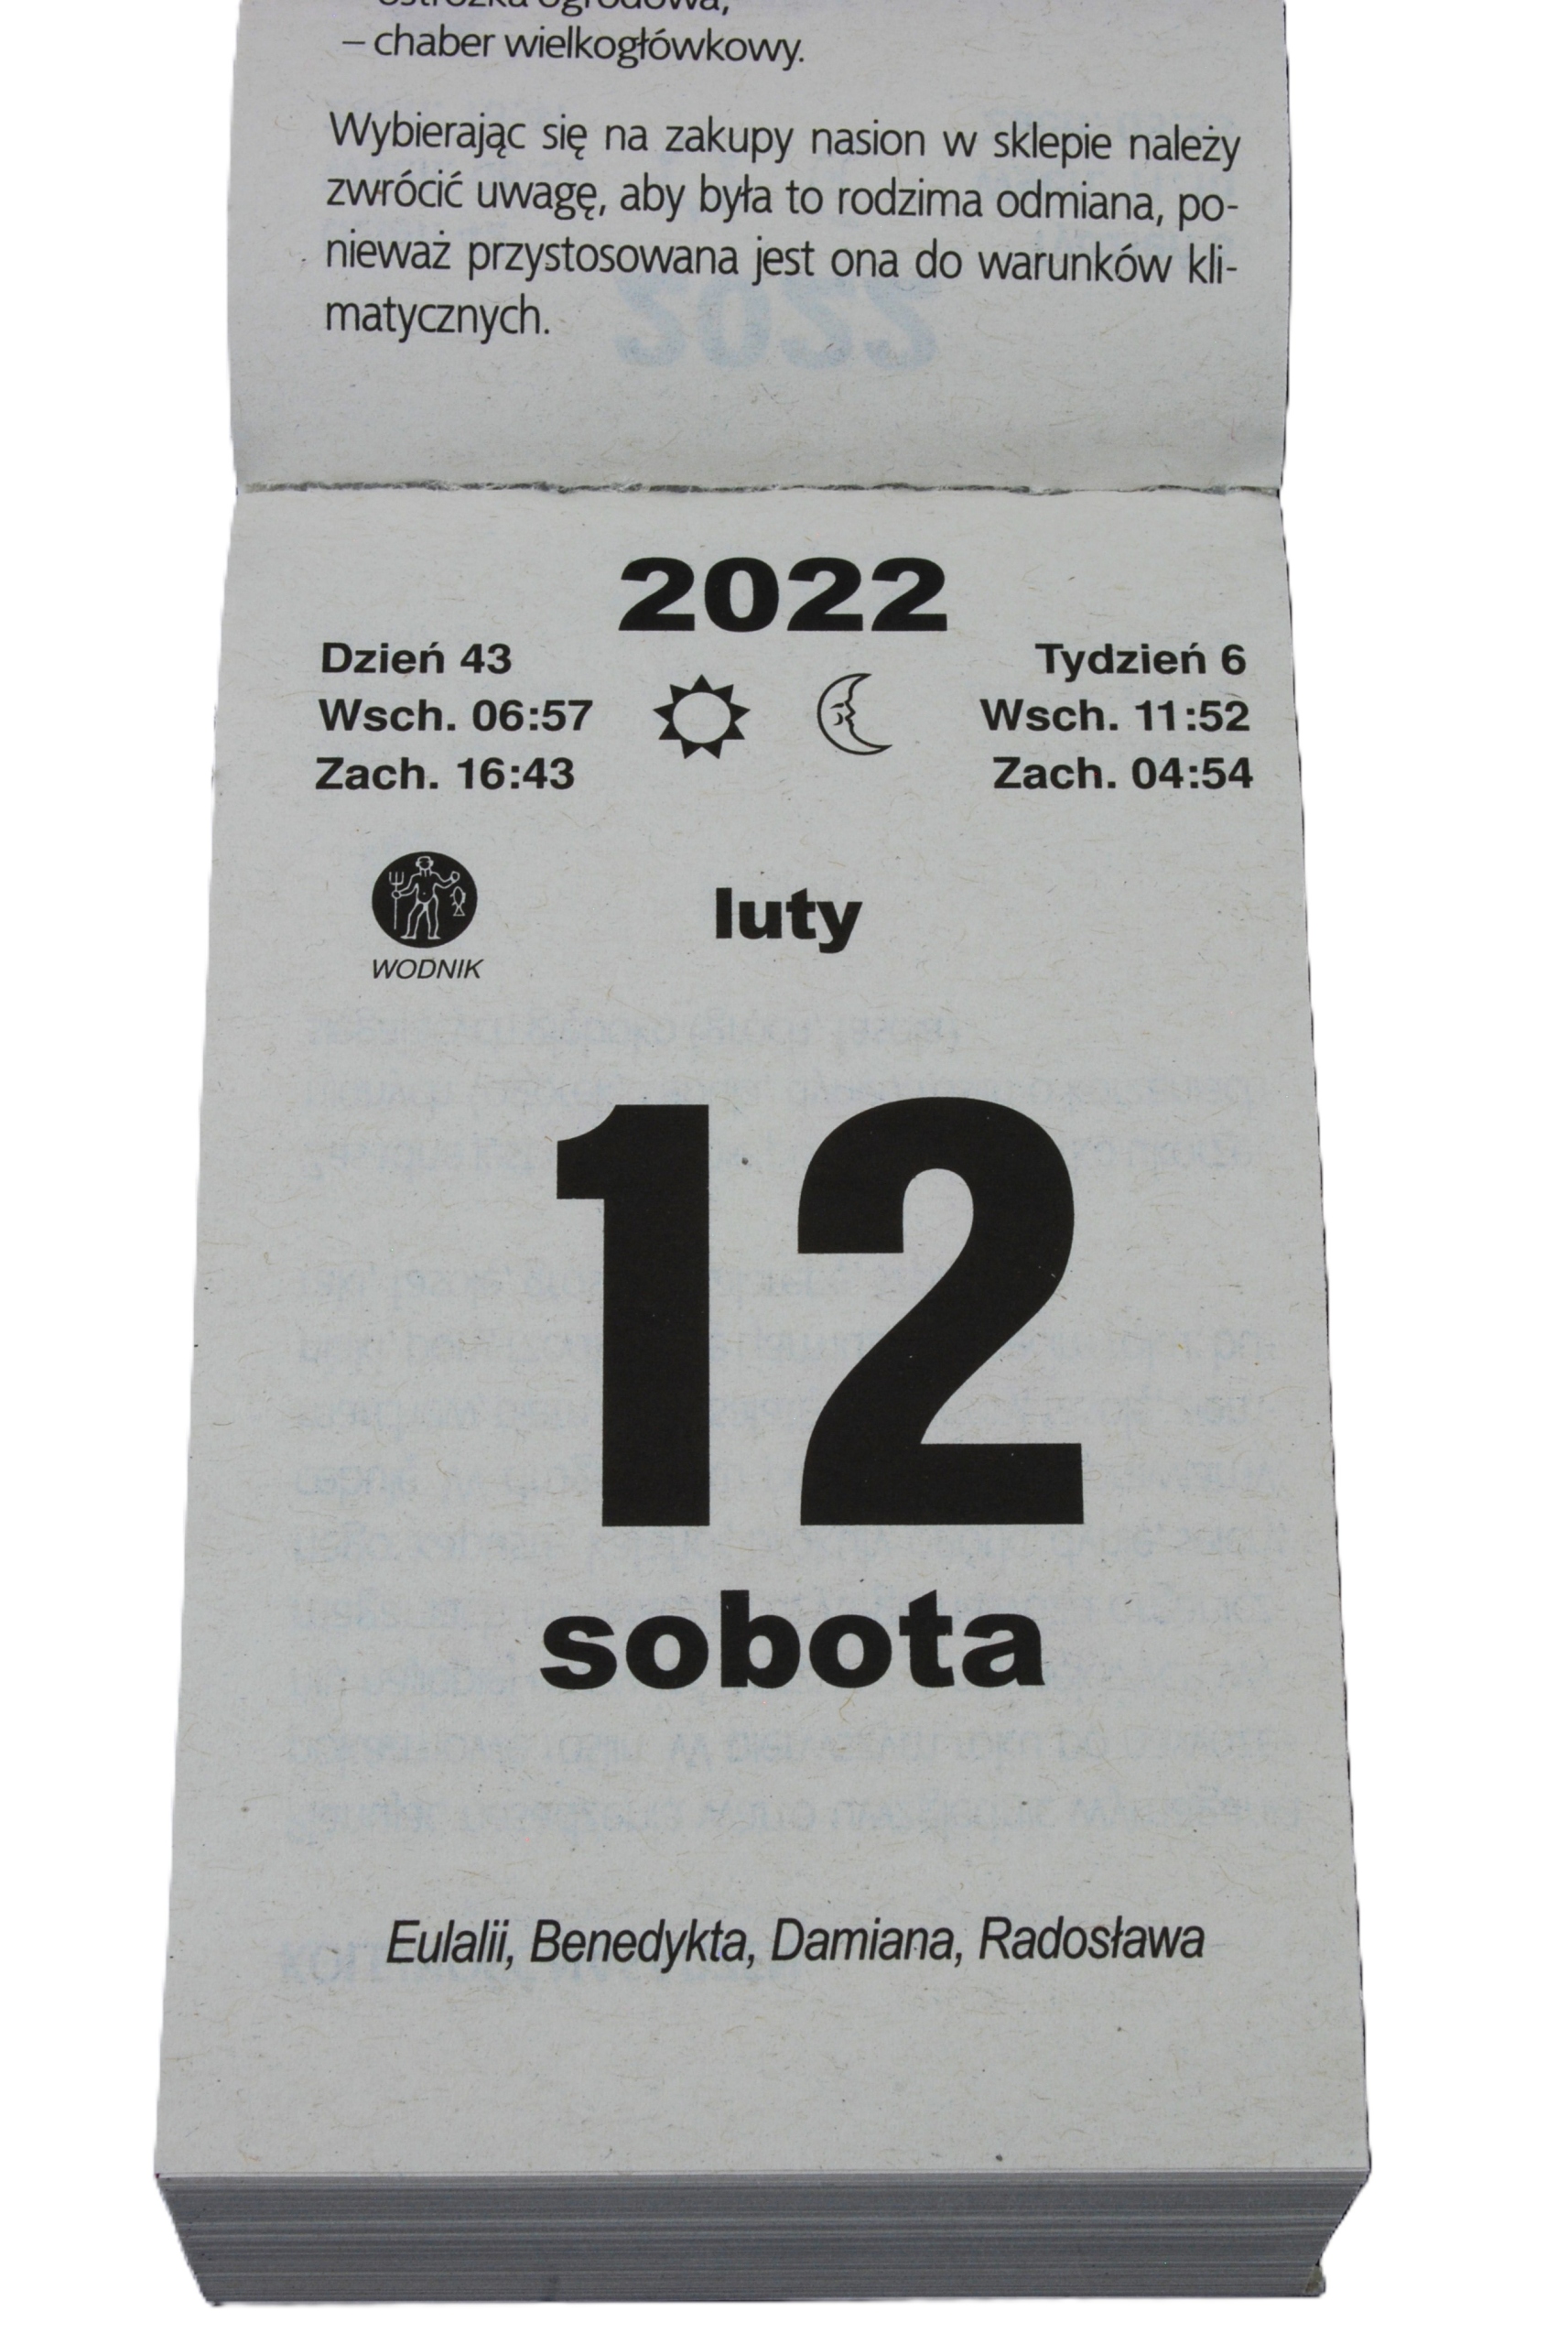 ostróżka ogrodowa,
– chaber wielkogłówkowy.
Wybierając się na zakupy nasion w sklepie należy
zwrócić uwagę, aby była to rodzima odmiana, po-
nieważ przystosowana jest ona do warunków kli-
matycznych.
2022
Dzień 43
Wsch. 06:57
Zach. 16:43
Tydzień 6
Wsch. 11:52
Zach. 04:54
WODNIK
luty
12
sobota
Eulalii, Benedykta, Damiana, Radosława